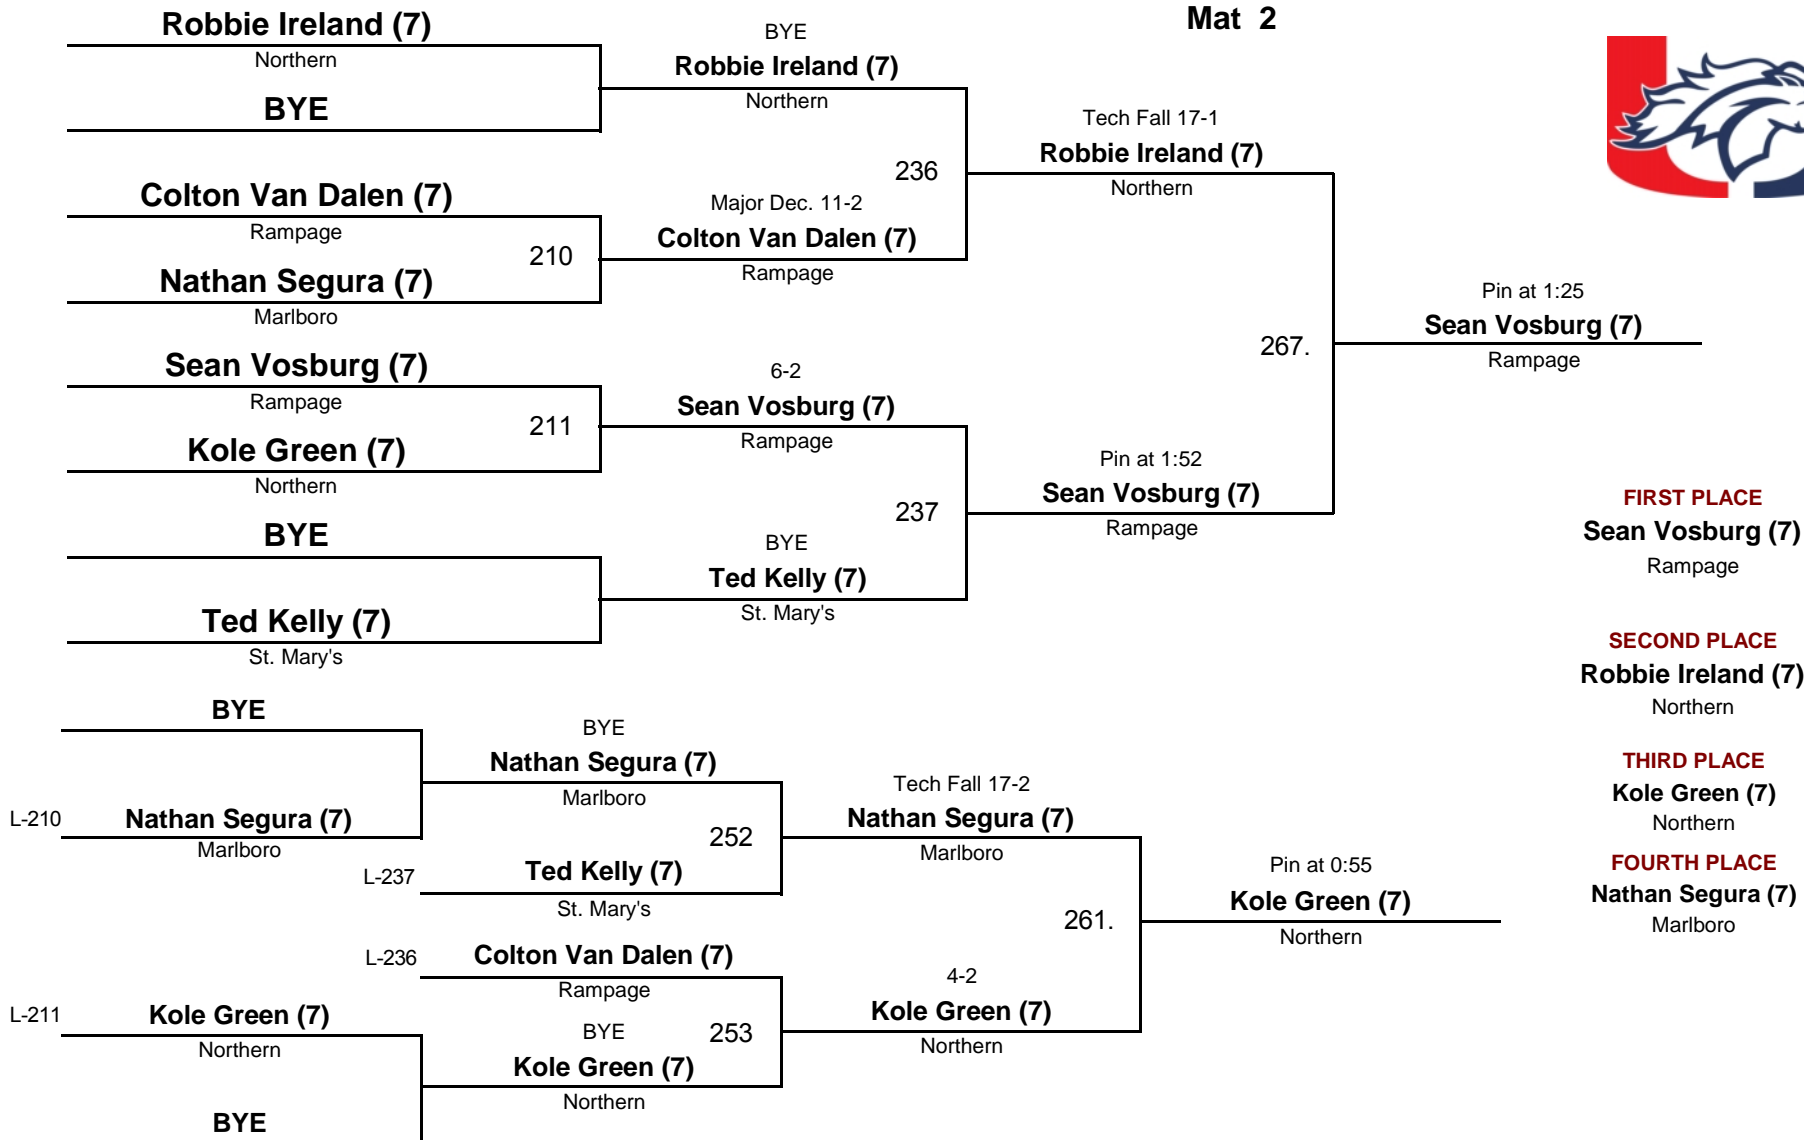 Mat 2
Robbie Ireland (7)
Northern
BYE
Colton Van Dalen (7)
Rampage
210
Nathan Segura (7)
Marlboro
Sean Vosburg (7)
Rampage
211
Kole Green (7)
Northern
BYE
Ted Kelly (7)
St. Mary's
BYE
Robbie Ireland (7)
Northern
236
Major Dec. 11-2
Colton Van Dalen (7)
Rampage
6-2
Sean Vosburg (7)
Rampage
237
BYE
Ted Kelly (7)
St. Mary's
Tech Fall 17-1
Robbie Ireland (7)
Northern
267.
Pin at 1:52
Sean Vosburg (7)
Rampage
Pin at 1:25
Sean Vosburg (7)
Rampage
BYE
L-210
Nathan Segura (7)
Marlboro
L-211
Kole Green (7)
Northern
BYE
BYE
Nathan Segura (7)
Marlboro
252
L-237
Ted Kelly (7)
St. Mary's
L-236
Colton Van Dalen (7)
Rampage
BYE
253
Kole Green (7)
Northern
Tech Fall 17-2
Nathan Segura (7)
Marlboro
261.
4-2
Kole Green (7)
Northern
Pin at 0:55
Kole Green (7)
Northern
FIRST PLACE
Sean Vosburg (7)
Rampage
SECOND PLACE
Robbie Ireland (7)
Northern
THIRD PLACE
Kole Green (7)
Northern
FOURTH PLACE
Nathan Segura (7)
Marlboro